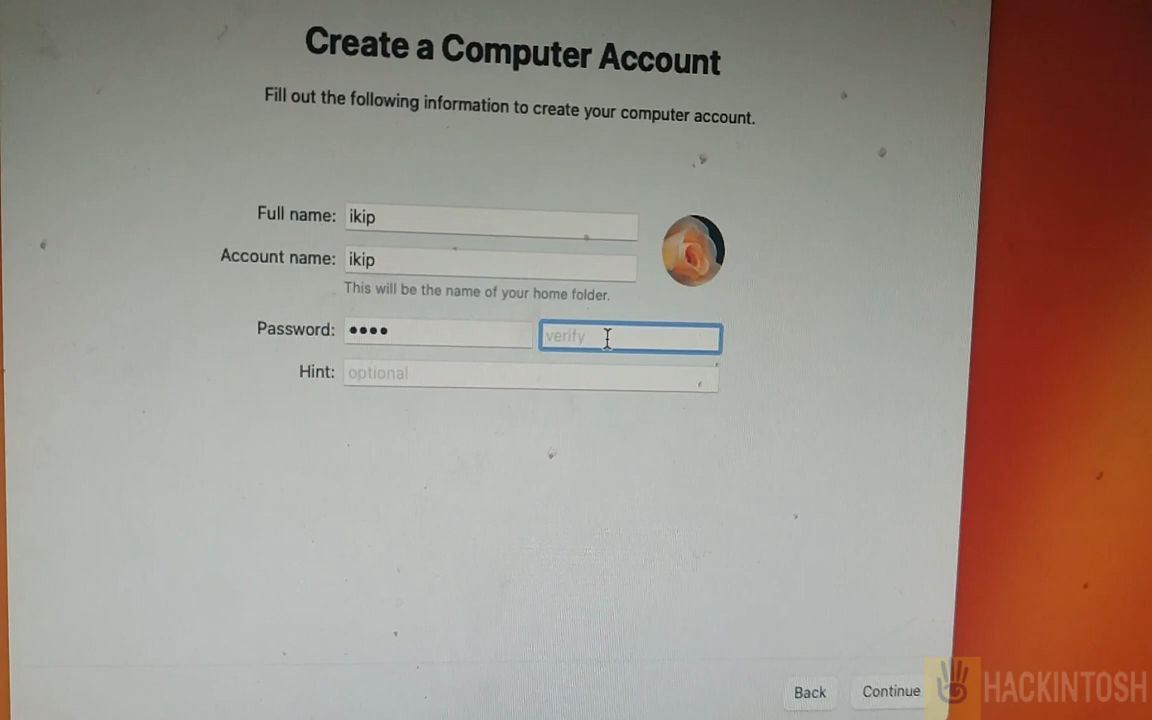 Create a Computer Account
Fill out the following information to create your computer account.
Full name: ikip
Account name: ikip
This will be the name of your home folder.
Password: •••• verify
Hint: optional
Back Continue
HACKINTOSH